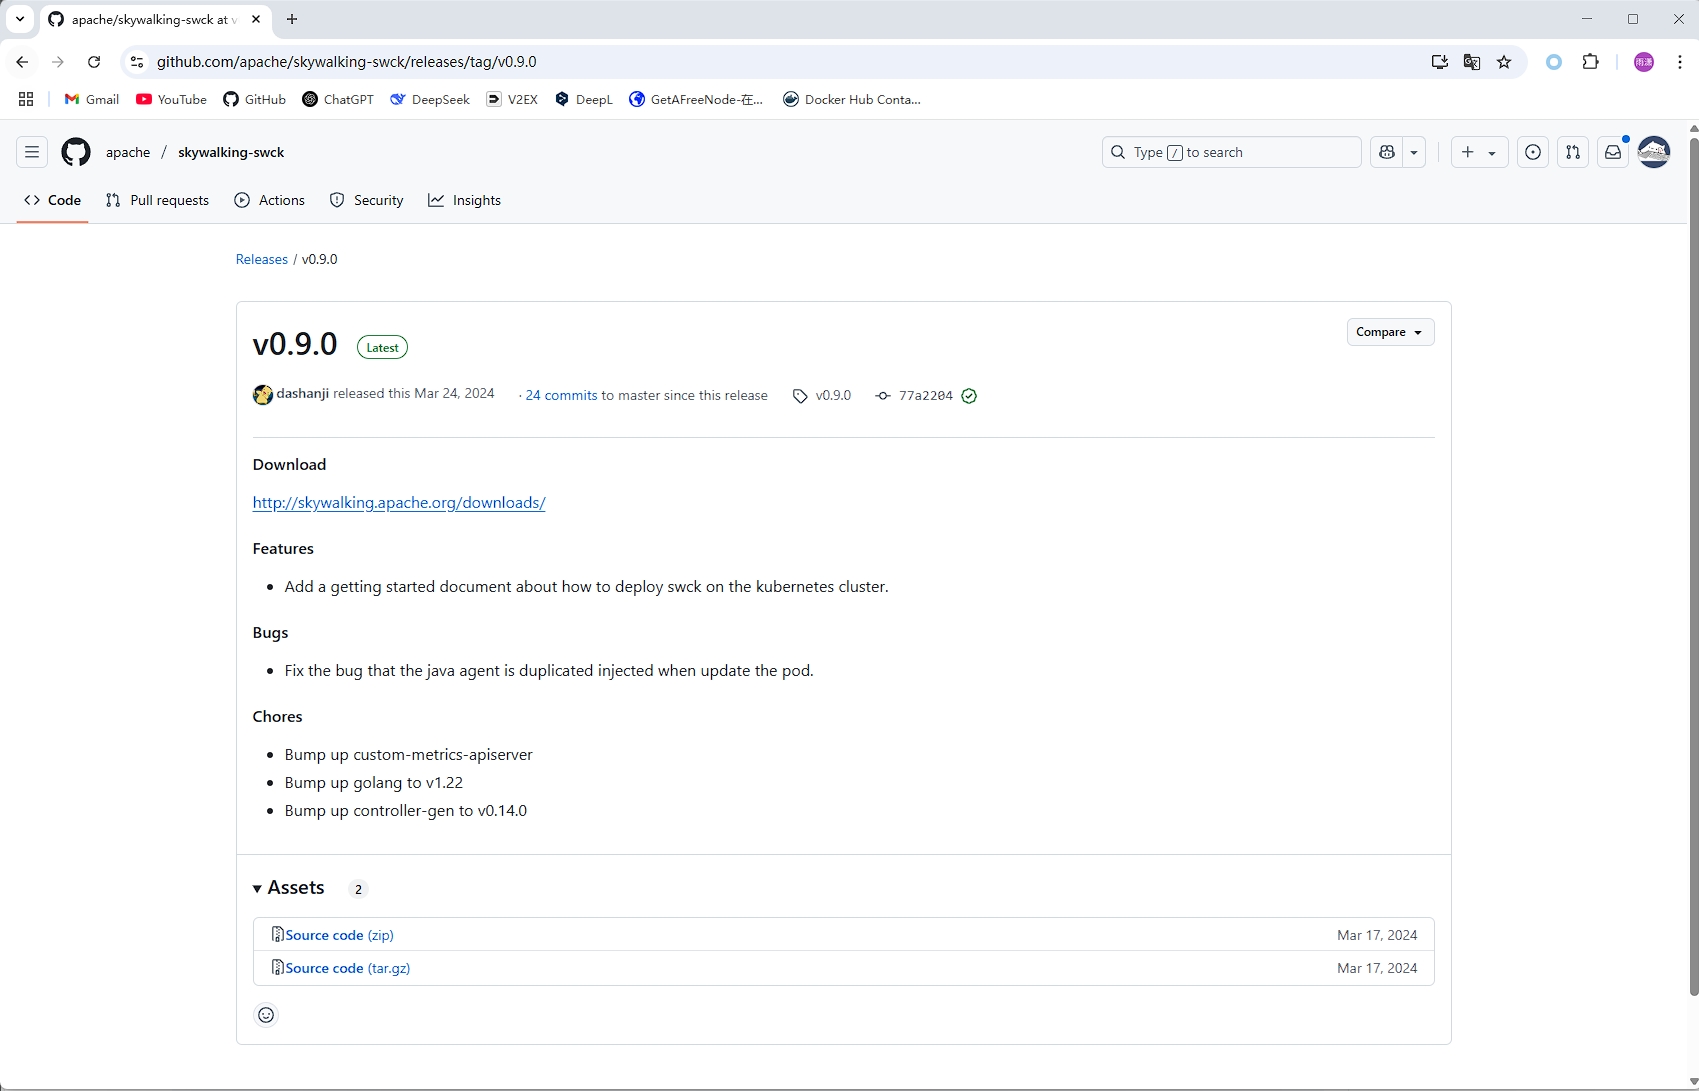 apache/skywalking-swck at v
github.com/apache/skywalking-swck/releases/tag/v0.9.0
雨潇
Gmail
YouTube
GitHub
ChatGPT
DeepSeek
V2EX
DeepL
GetAFreeNode-在...
Docker Hub Conta...
apache / skywalking-swck
Type / to search
Code
Pull requests
Actions
Security
Insights
Releases / v0.9.0
v0.9.0 Latest
Compare
dashanji released this Mar 24, 2024 · 24 commits to master since this release v0.9.0 77a2204
Download
http://skywalking.apache.org/downloads/
Features
• Add a getting started document about how to deploy swck on the kubernetes cluster.
Bugs
• Fix the bug that the java agent is duplicated injected when update the pod.
Chores
• Bump up custom-metrics-apiserver
• Bump up golang to v1.22
• Bump up controller-gen to v0.14.0
Assets 2
Source code (zip) Mar 17, 2024
Source code (tar.gz) Mar 17, 2024